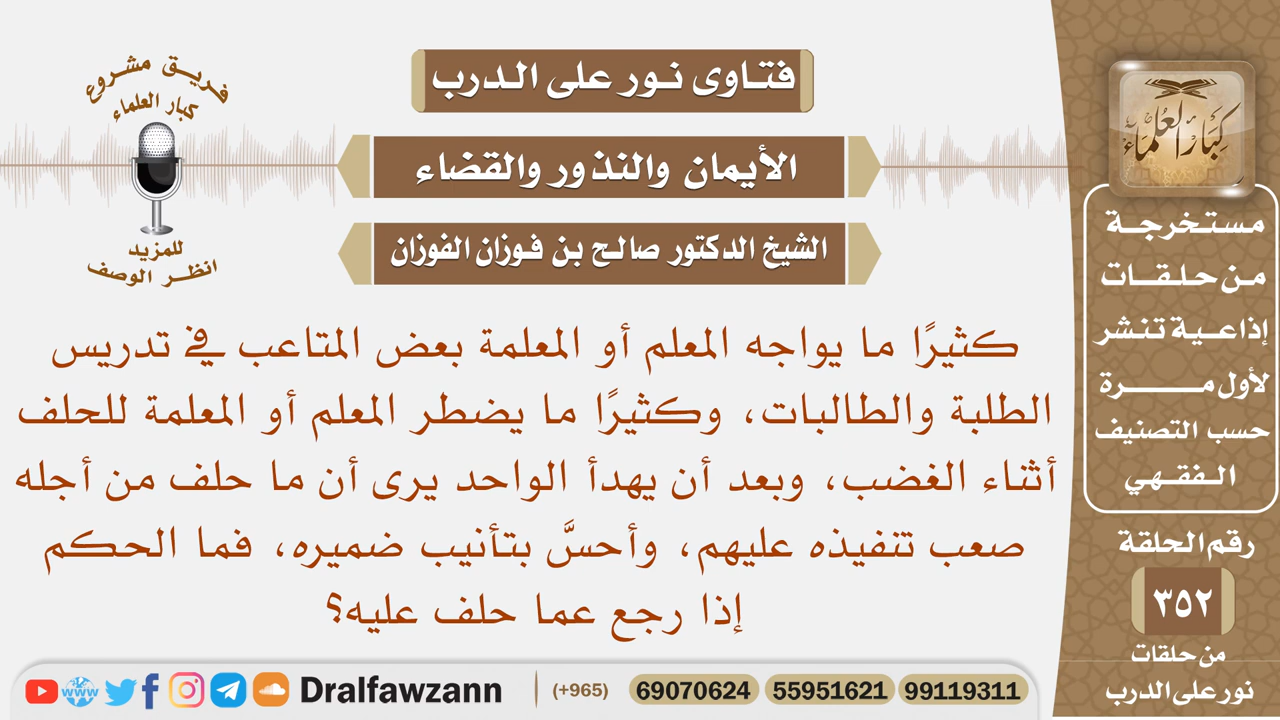 فريق مشروع
كبار العلماء
للمزيد
انظر الوصف
فتاوى نور على الدرب
الأيمان والنذور والقضاء
الشيخ الدكتور صالح بن فوزان الفوزان
كثيرًا ما يواجه المعلم أو المعلمة بعض المتاعب في تدريس
الطلبة والطالبات، وكثيرًا ما يضطر المعلم أو المعلمة للحلف
أثناء الغضب، وبعد أن يهدأ الواحد يرى أن ما حلف من أجله
صعب تنفيذه عليهم، وأحسَّ بتأنيب ضميره، فما الحكم
إذا رجع عما حلف عليه؟
كبار العلماء
مستخرجة
من حلقات
إذاعية تنشر
لأول مرة
حسب التصنيف
الفقهي
رقم الحلقة
٣٥٢
من حلقات
نور على الدرب
www Dralfawzann (+965) 69070624 55951621 99119311